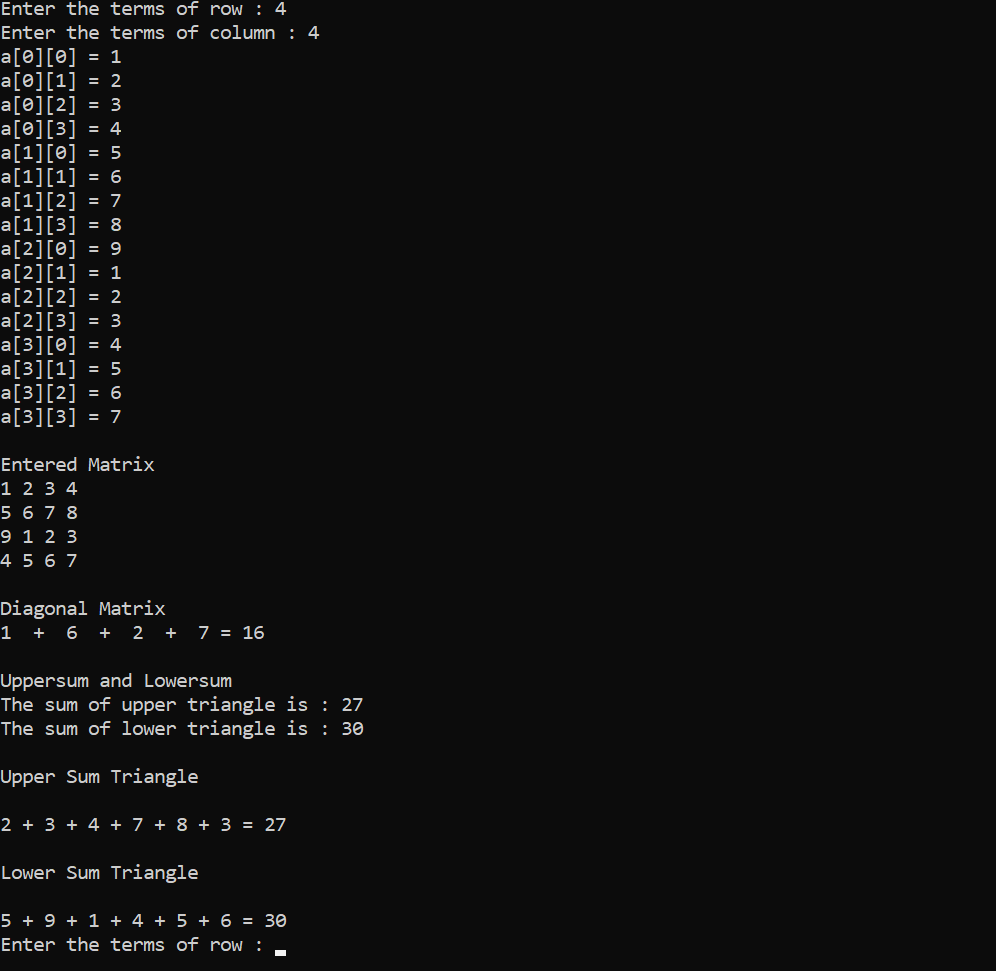 Enter the terms of row : 4
Enter the terms of column : 4
a[0][0] = 1
a[0][1] = 2
a[0][2] = 3
a[0][3] = 4
a[1][0] = 5
a[1][1] = 6
a[1][2] = 7
a[1][3] = 8
a[2][0] = 9
a[2][1] = 1
a[2][2] = 2
a[2][3] = 3
a[3][0] = 4
a[3][1] = 5
a[3][2] = 6
a[3][3] = 7
Entered Matrix
1 2 3 4
5 6 7 8
9 1 2 3
4 5 6 7
Diagonal Matrix
1  +  6  +  2  +  7 = 16
Uppersum and Lowersum
The sum of upper triangle is : 27
The sum of lower triangle is : 30
Upper Sum Triangle
2 + 3 + 4 + 7 + 8 + 3 = 27
Lower Sum Triangle
5 + 9 + 1 + 4 + 5 + 6 = 30
Enter the terms of row :